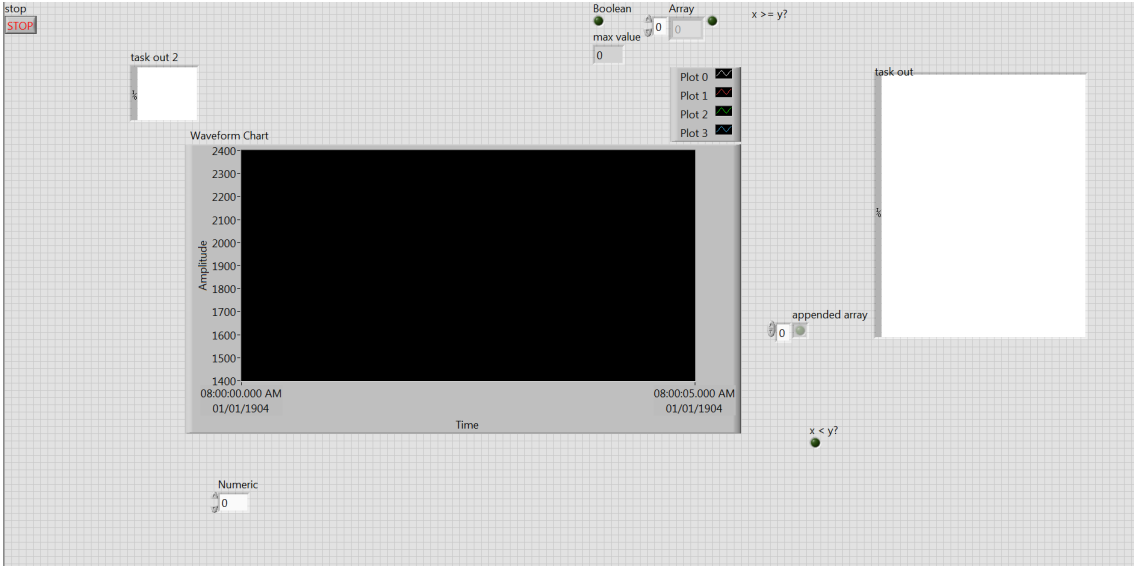 stop
STOP
Boolean
Array
x >= y?
0
0
max value
0
task out 2
Plot 0
Plot 1
Plot 2
Plot 3
task out
Waveform Chart
2400
2300
2200
2100
2000
1900
1800
1700
1600
1500
1400
Amplitude
08:00:00.000 AM
01/01/1904
08:00:05.000 AM
01/01/1904
Time
appended array
0
x < y?
Numeric
0